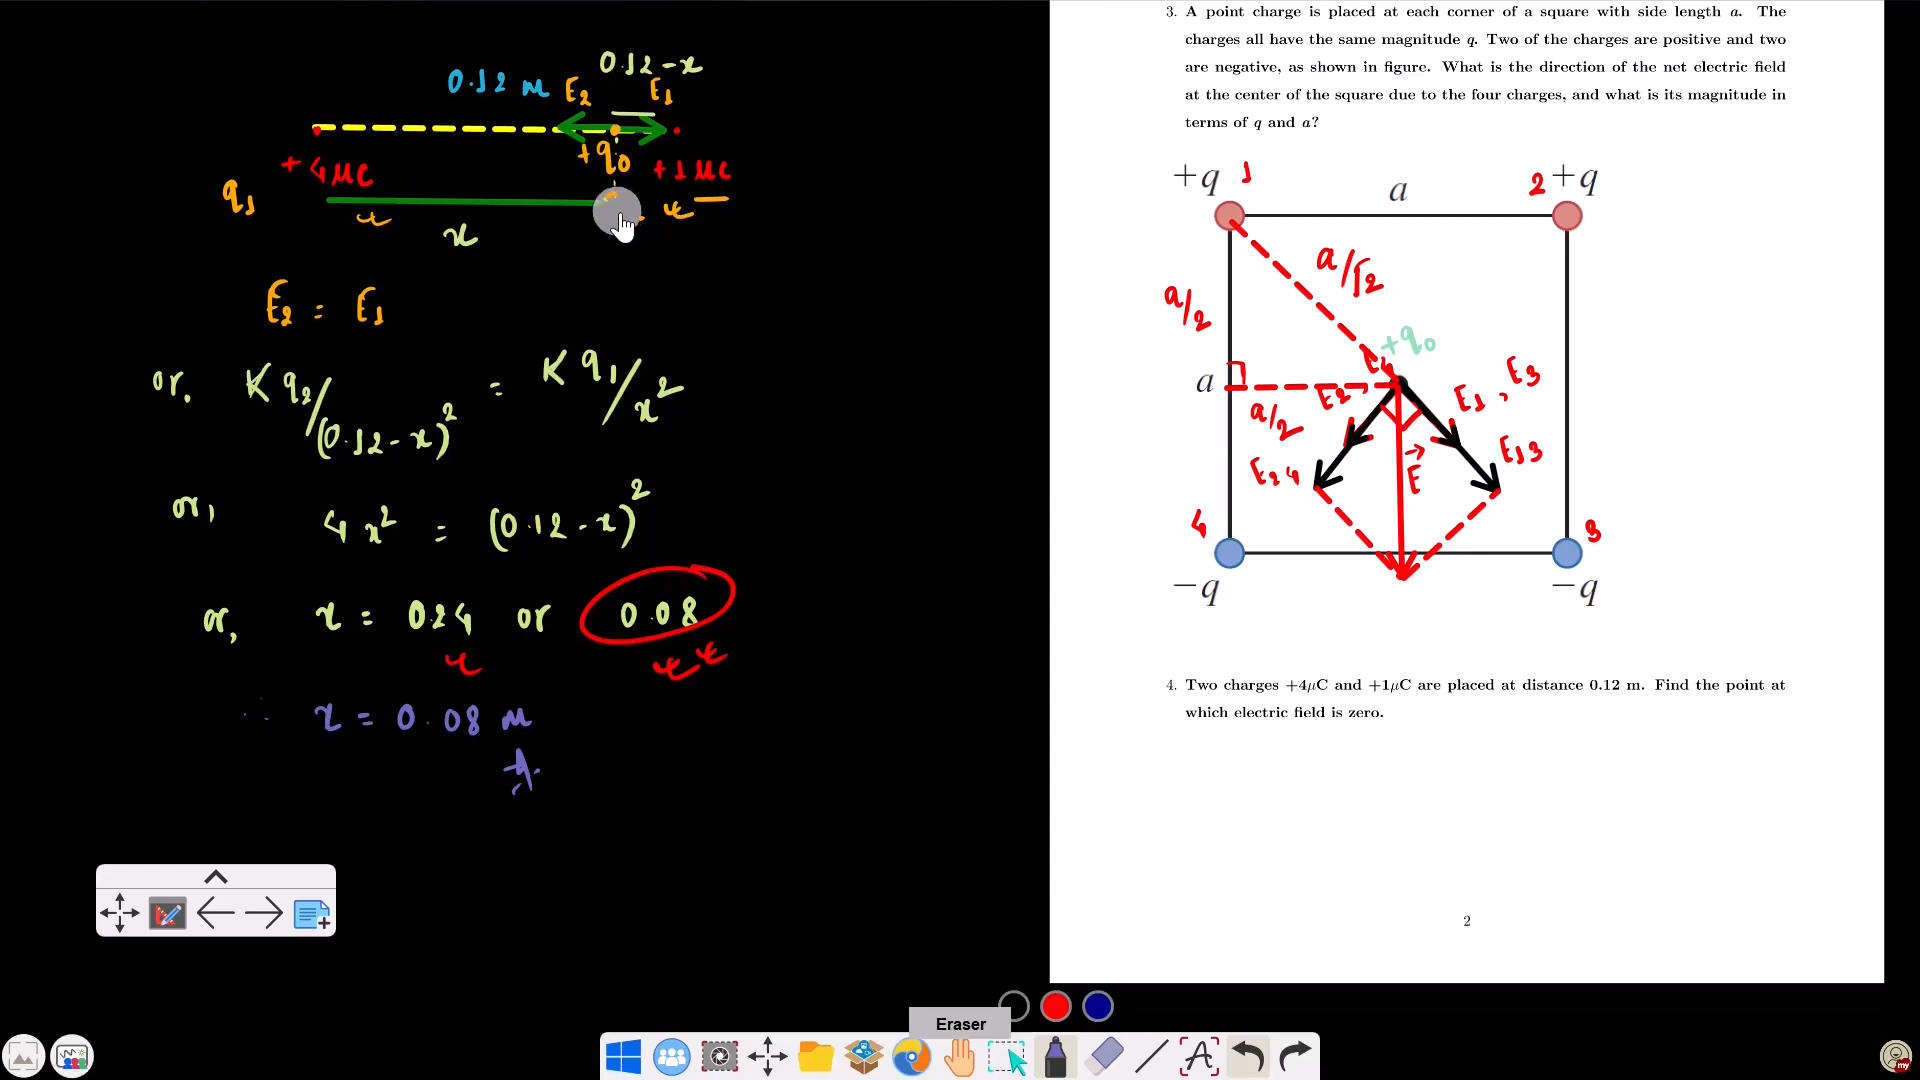 0.12 - x
0.12 m E2 E1
+q0
+4μC +1μC
q1
x
E2 = E1
or, K q2/(0.12 - x)^2 = K q1/x^2
or, 4x^2 = (0.12 - x)^2
or, x = 0.24 or 0.08
∴ x = 0.08 m
3. A point charge is placed at each corner of a square with side length a. The
charges all have the same magnitude q. Two of the charges are positive and two
are negative, as shown in figure. What is the direction of the net electric field
at the center of the square due to the four charges, and what is its magnitude in
terms of q and a?
+q 1 a 2 +q
a/√2
a/2
+q0
E4
a E2, E1, E3
a/2
E24 E⃗ E13
4 3
−q −q
4. Two charges +4μC and +1μC are placed at distance 0.12 m. Find the point at
which electric field is zero.
2
Eraser